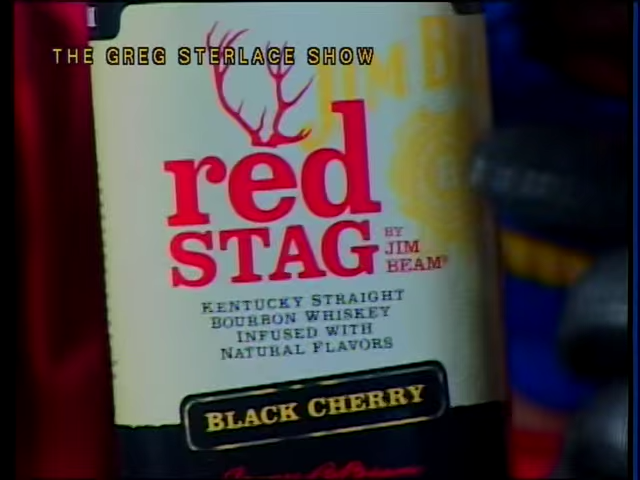 THE GREG STERLACE SHOW
JIM B
red
STAG
BY
JIM
BEAM®
KENTUCKY STRAIGHT
BOURBON WHISKEY
INFUSED WITH
NATURAL FLAVORS
BLACK CHERRY